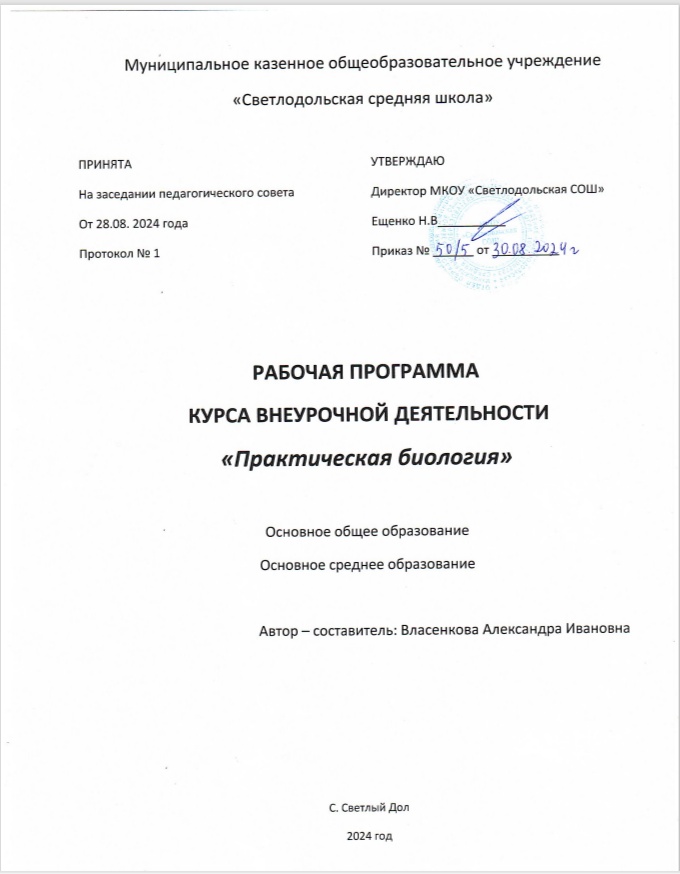 Муниципальное казенное общеобразовательное учреждение
«Светлодольская средняя школа»
ПРИНЯТА
На заседании педагогического совета
От 28.08. 2024 года
Протокол № 1
УТВЕРЖДАЮ
Директор МКОУ «Светлодольская СОШ»
Ещенко Н.В
Приказ № 50/5 от 30.08.2024 г
РАБОЧАЯ ПРОГРАММА
КУРСА ВНЕУРОЧНОЙ ДЕЯТЕЛЬНОСТИ
«Практическая биология»
Основное общее образование
Основное среднее образование
Автор – составитель: Власенкова Александра Ивановна
С. Светлый Дол
2024 год